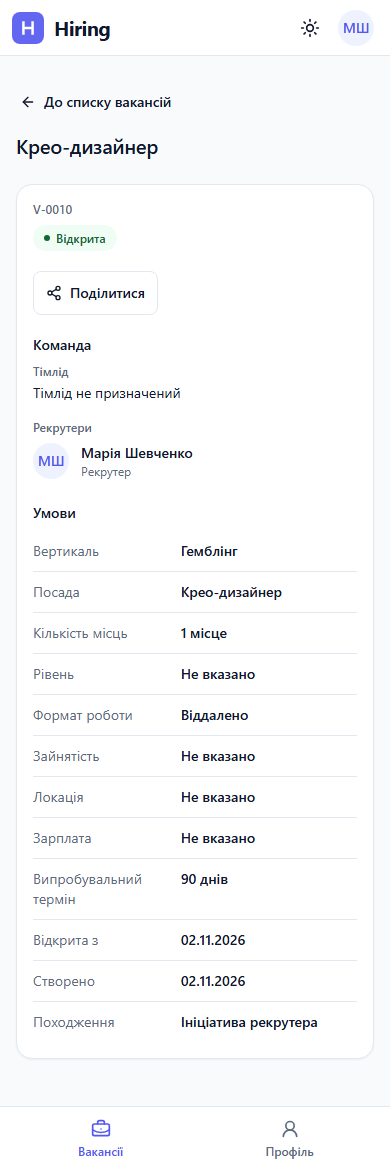 H Hiring
МШ
До списку вакансій
Крео-дизайнер
V-0010
Відкрита
Поділитися
Команда
Тімлід
Тімлід не призначений
Рекрутери
МШ
Марія Шевченко
Рекрутер
Умови
Вертикаль Гемблінг
Посада Крео-дизайнер
Кількість місць 1 місце
Рівень Не вказано
Формат роботи Віддалено
Зайнятість Не вказано
Локація Не вказано
Зарплата Не вказано
Випробувальний 90 днів
термін
Відкрита з 02.11.2026
Створено 02.11.2026
Походження Ініціатива рекрутера
Вакансії Профіль